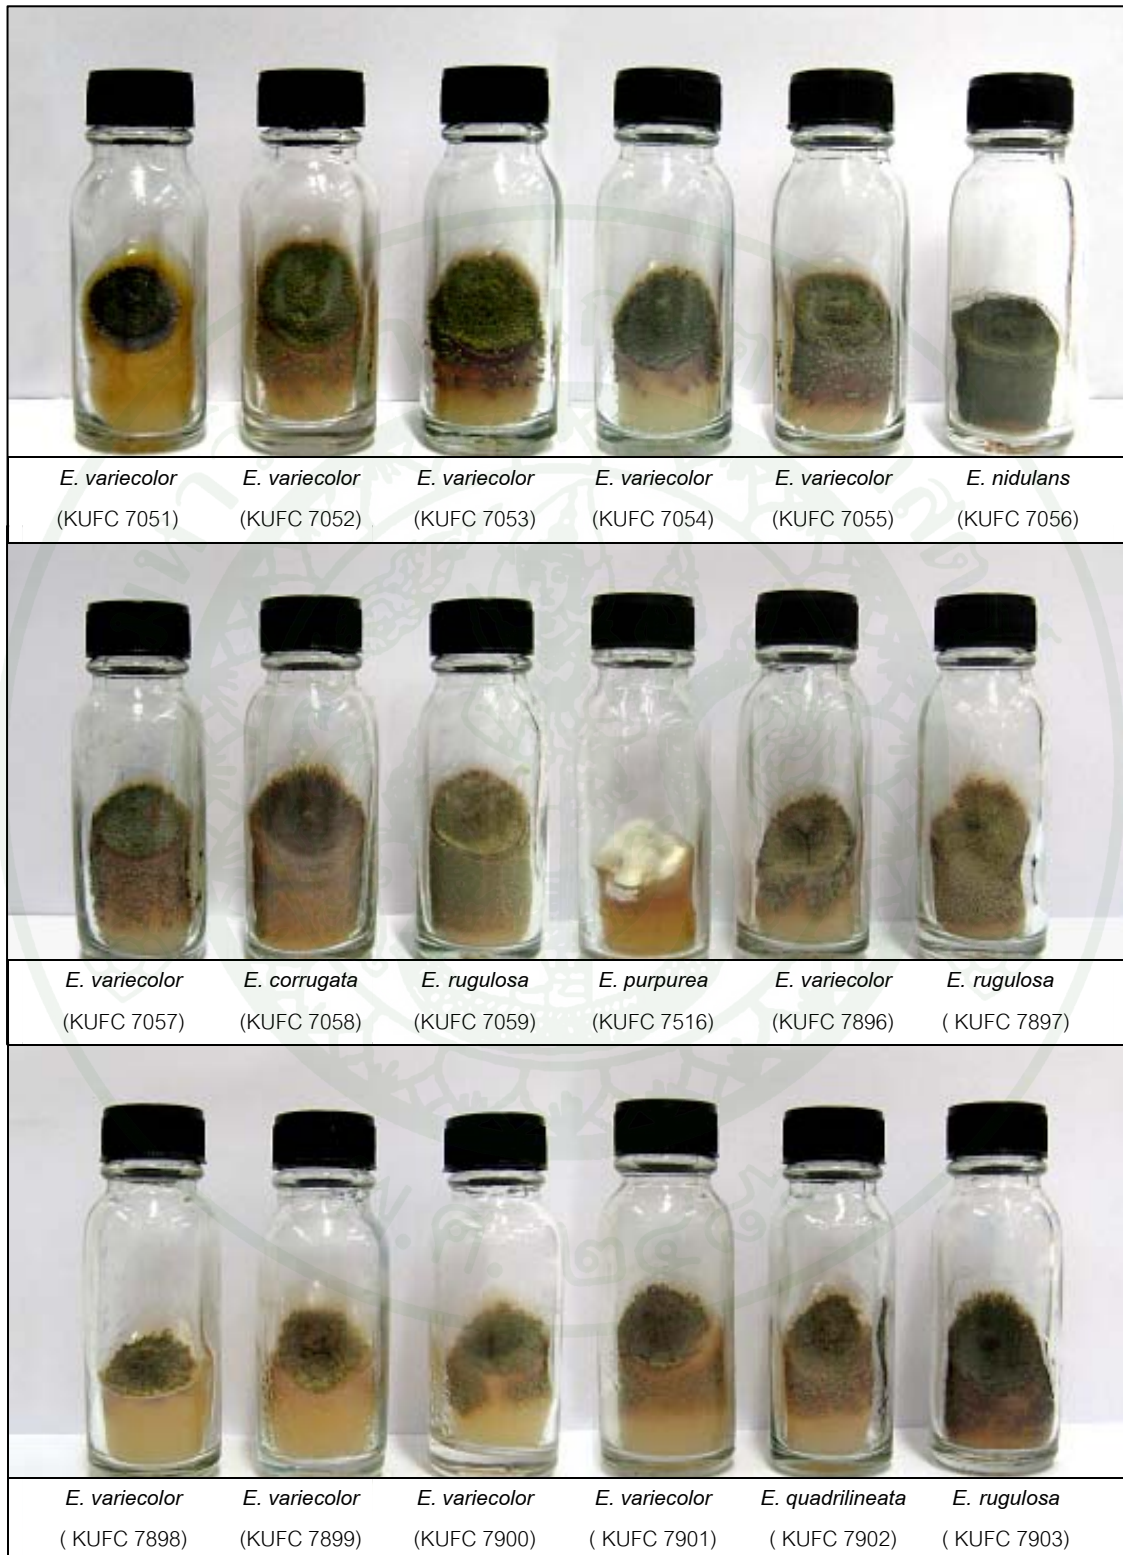 E. variecolor E. variecolor E. variecolor E. variecolor E. variecolor E. nidulans
(KUFC 7051) (KUFC 7052) (KUFC 7053) (KUFC 7054) (KUFC 7055) (KUFC 7056)
E. variecolor E. corrugata E. rugulosa E. purpurea E. variecolor E. rugulosa
(KUFC 7057) (KUFC 7058) (KUFC 7059) (KUFC 7516) (KUFC 7896) ( KUFC 7897)
E. variecolor E. variecolor E. variecolor E. variecolor E. quadrilineata E. rugulosa
( KUFC 7898) (KUFC 7899) (KUFC 7900) ( KUFC 7901) ( KUFC 7902) ( KUFC 7903)